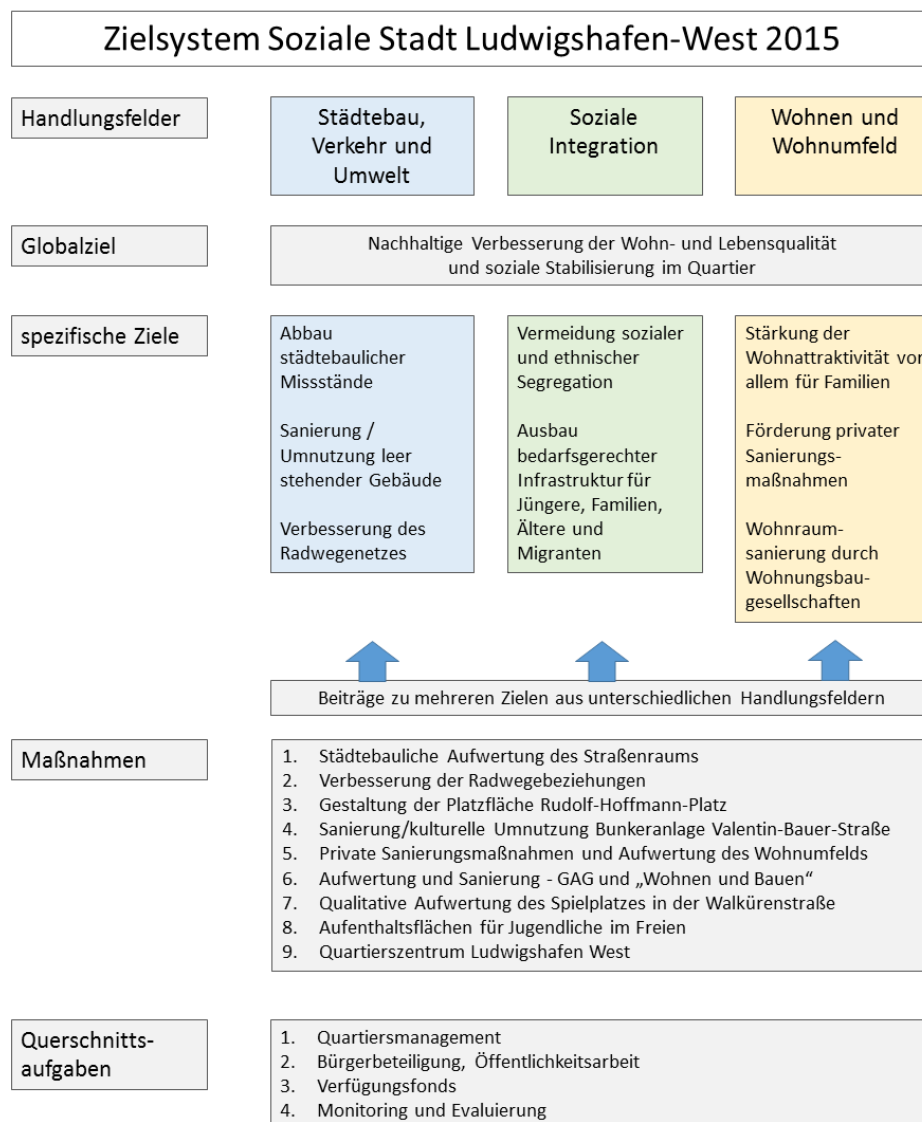 Zielsystem Soziale Stadt Ludwigshafen-West 2015
Handlungsfelder
Städtebau,
Verkehr und
Umwelt
Soziale
Integration
Wohnen und
Wohnumfeld
Globalziel
Nachhaltige Verbesserung der Wohn- und Lebensqualität
und soziale Stabilisierung im Quartier
spezifische Ziele
Abbau
städtebaulicher
Missstände
Sanierung /
Umnutzung leer
stehender Gebäude
Verbesserung des
Radwegenetzes
Vermeidung sozialer
und ethnischer
Segregation
Ausbau
bedarfsgerechter
Infrastruktur für
Jüngere, Familien,
Ältere und
Migranten
Stärkung der
Wohnattraktivität vor
allem für Familien
Förderung privater
Sanierungs-
maßnahmen
Wohnraum-
sanierung durch
Wohnungsbau-
gesellschaften
Beiträge zu mehreren Zielen aus unterschiedlichen Handlungsfeldern
Maßnahmen
1. Städtebauliche Aufwertung des Straßenraums
2. Verbesserung der Radwegebeziehungen
3. Gestaltung der Platzfläche Rudolf-Hoffmann-Platz
4. Sanierung/kulturelle Umnutzung Bunkeranlage Valentin-Bauer-Straße
5. Private Sanierungsmaßnahmen und Aufwertung des Wohnumfelds
6. Aufwertung und Sanierung - GAG und „Wohnen und Bauen“
7. Qualitative Aufwertung des Spielplatzes in der Walkürenstraße
8. Aufenthaltsflächen für Jugendliche im Freien
9. Quartierszentrum Ludwigshafen West
Querschnitts-
aufgaben
1. Quartiersmanagement
2. Bürgerbeteiligung, Öffentlichkeitsarbeit
3. Verfügungsfonds
4. Monitoring und Evaluierung